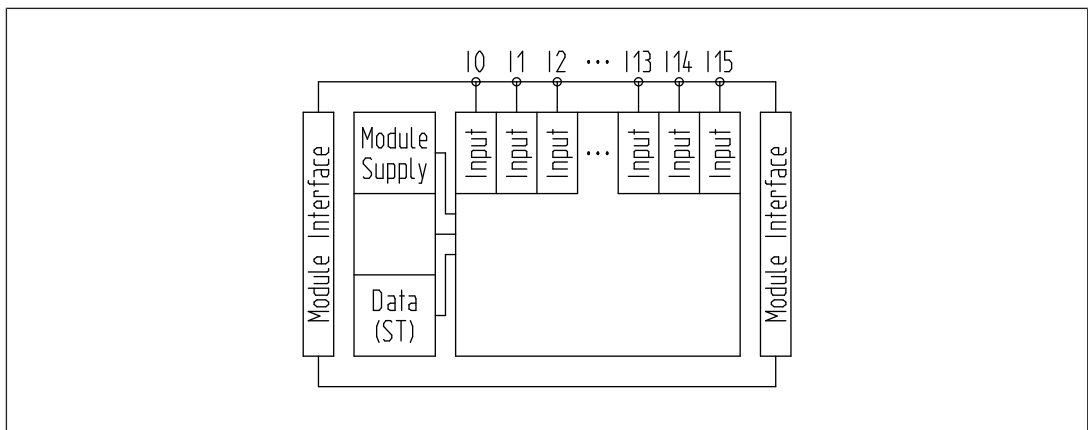 I0 I1 I2 ··· I13 I14 I15
Module Interface
Module
Supply
Data
(ST)
Input
Input
Input
···
Input
Input
Input
Module Interface